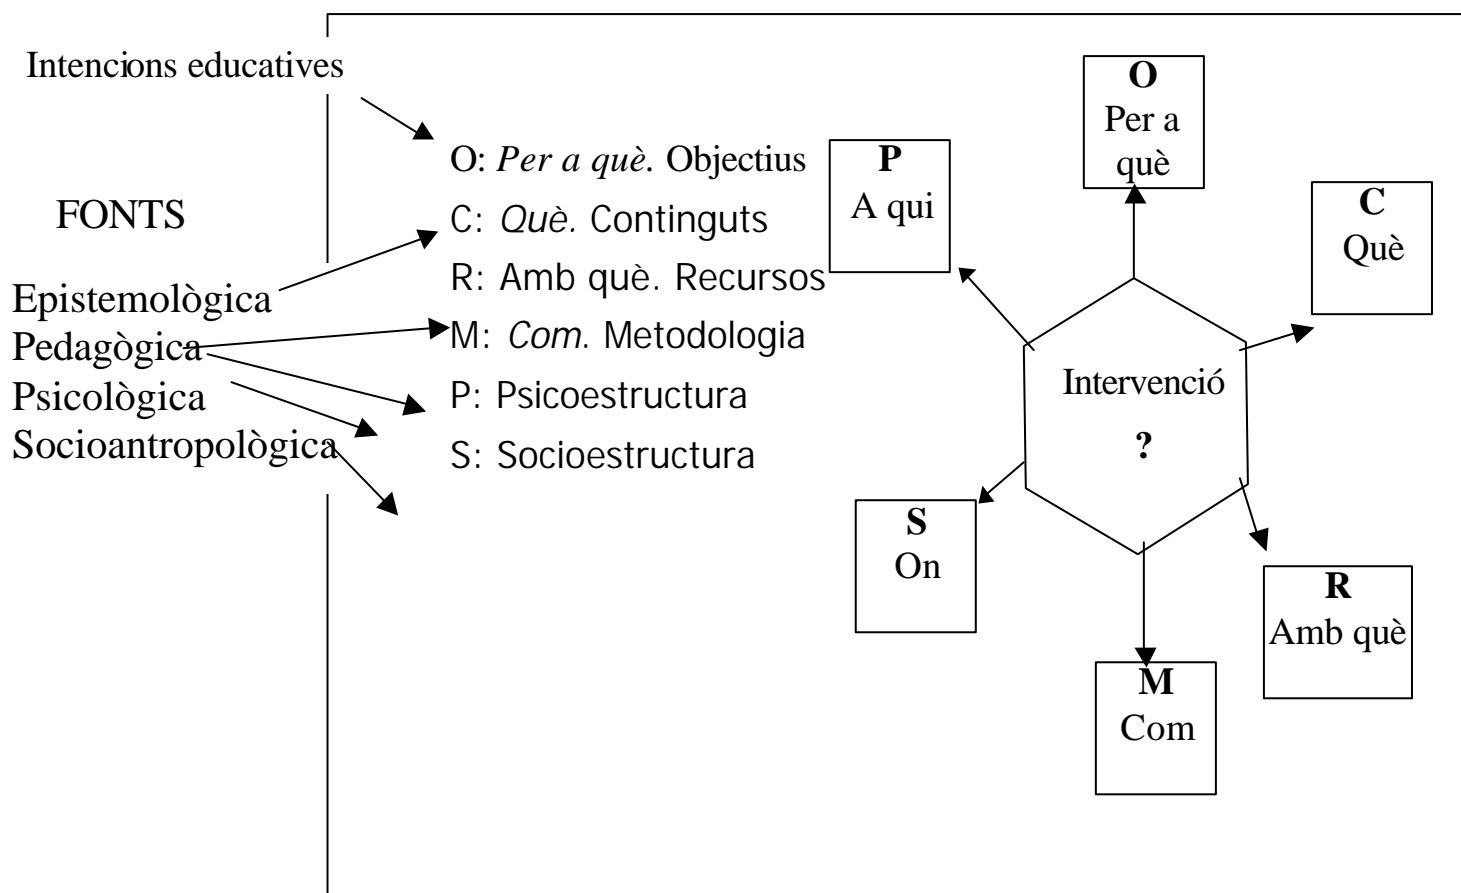 Intencions educatives
FONTS
Epistemològica
Pedagògica
Psicològica
Socioantropològica
O: Per a què. Objectius
C: Què. Continguts
R: Amb què. Recursos
M: Com. Metodologia
P: Psicoestructura
S: Socioestructura
O
Per a
què
P
A qui
C
Què
Intervenció
?
S
On
R
Amb què
M
Com